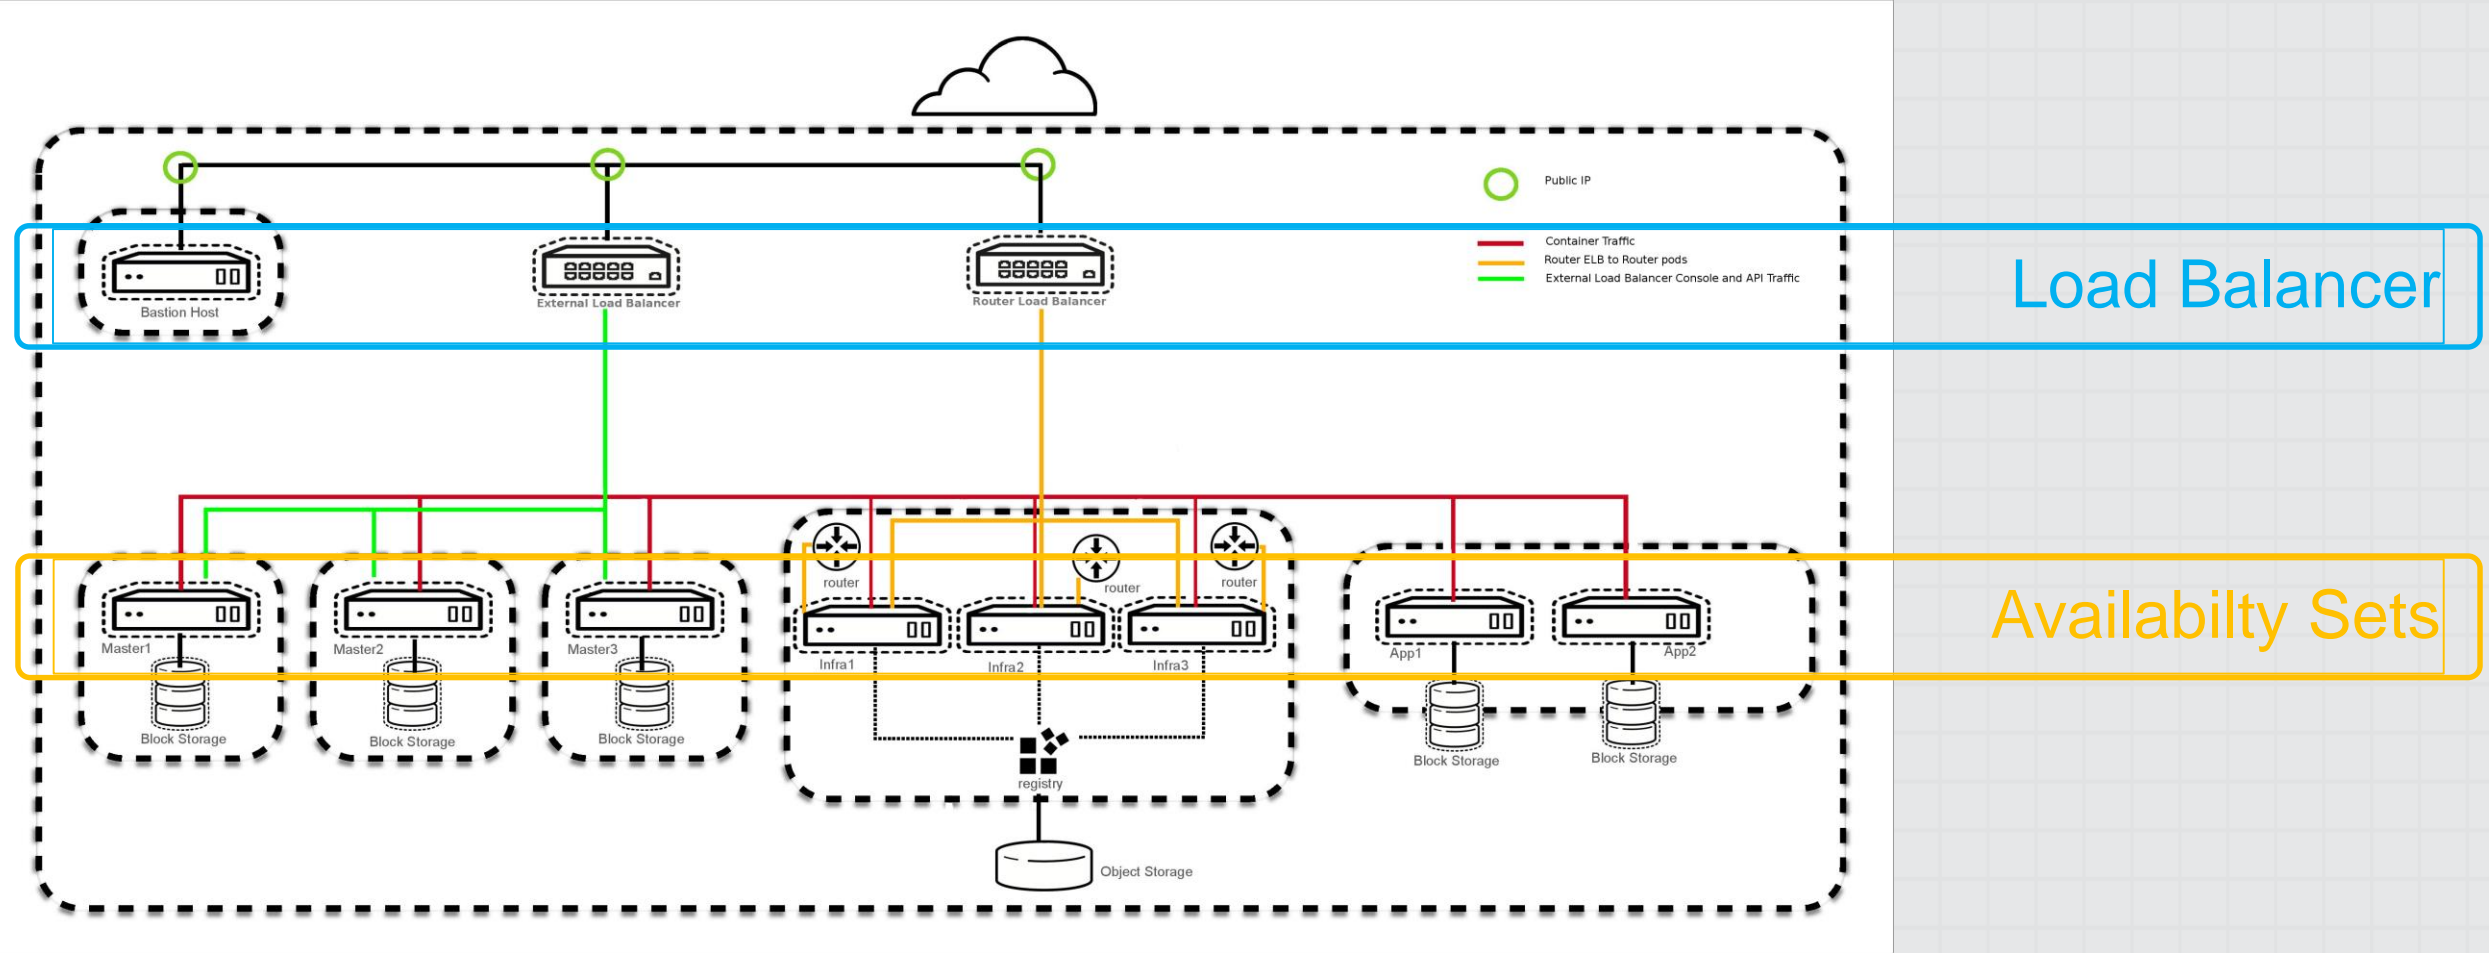 Public IP
Container Traffic
Router ELB to Router pods
External Load Balancer Console and API Traffic
Load Balancer
Bastion Host
External Load Balancer
Router Load Balancer
Availabilty Sets
router
router
router
Master1
Master2
Master3
Infra1
Infra2
Infra3
App1
App2
Block Storage
Block Storage
Block Storage
Block Storage
Block Storage
registry
Object Storage